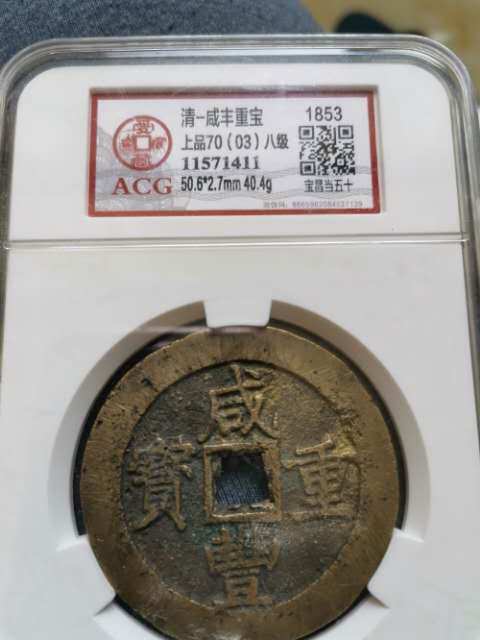 清-咸丰重宝 1853
上品70(03)八级
11571411
ACG 50.6*2.7mm 40.4g 宝昌当五十
咸
寶 重
豐